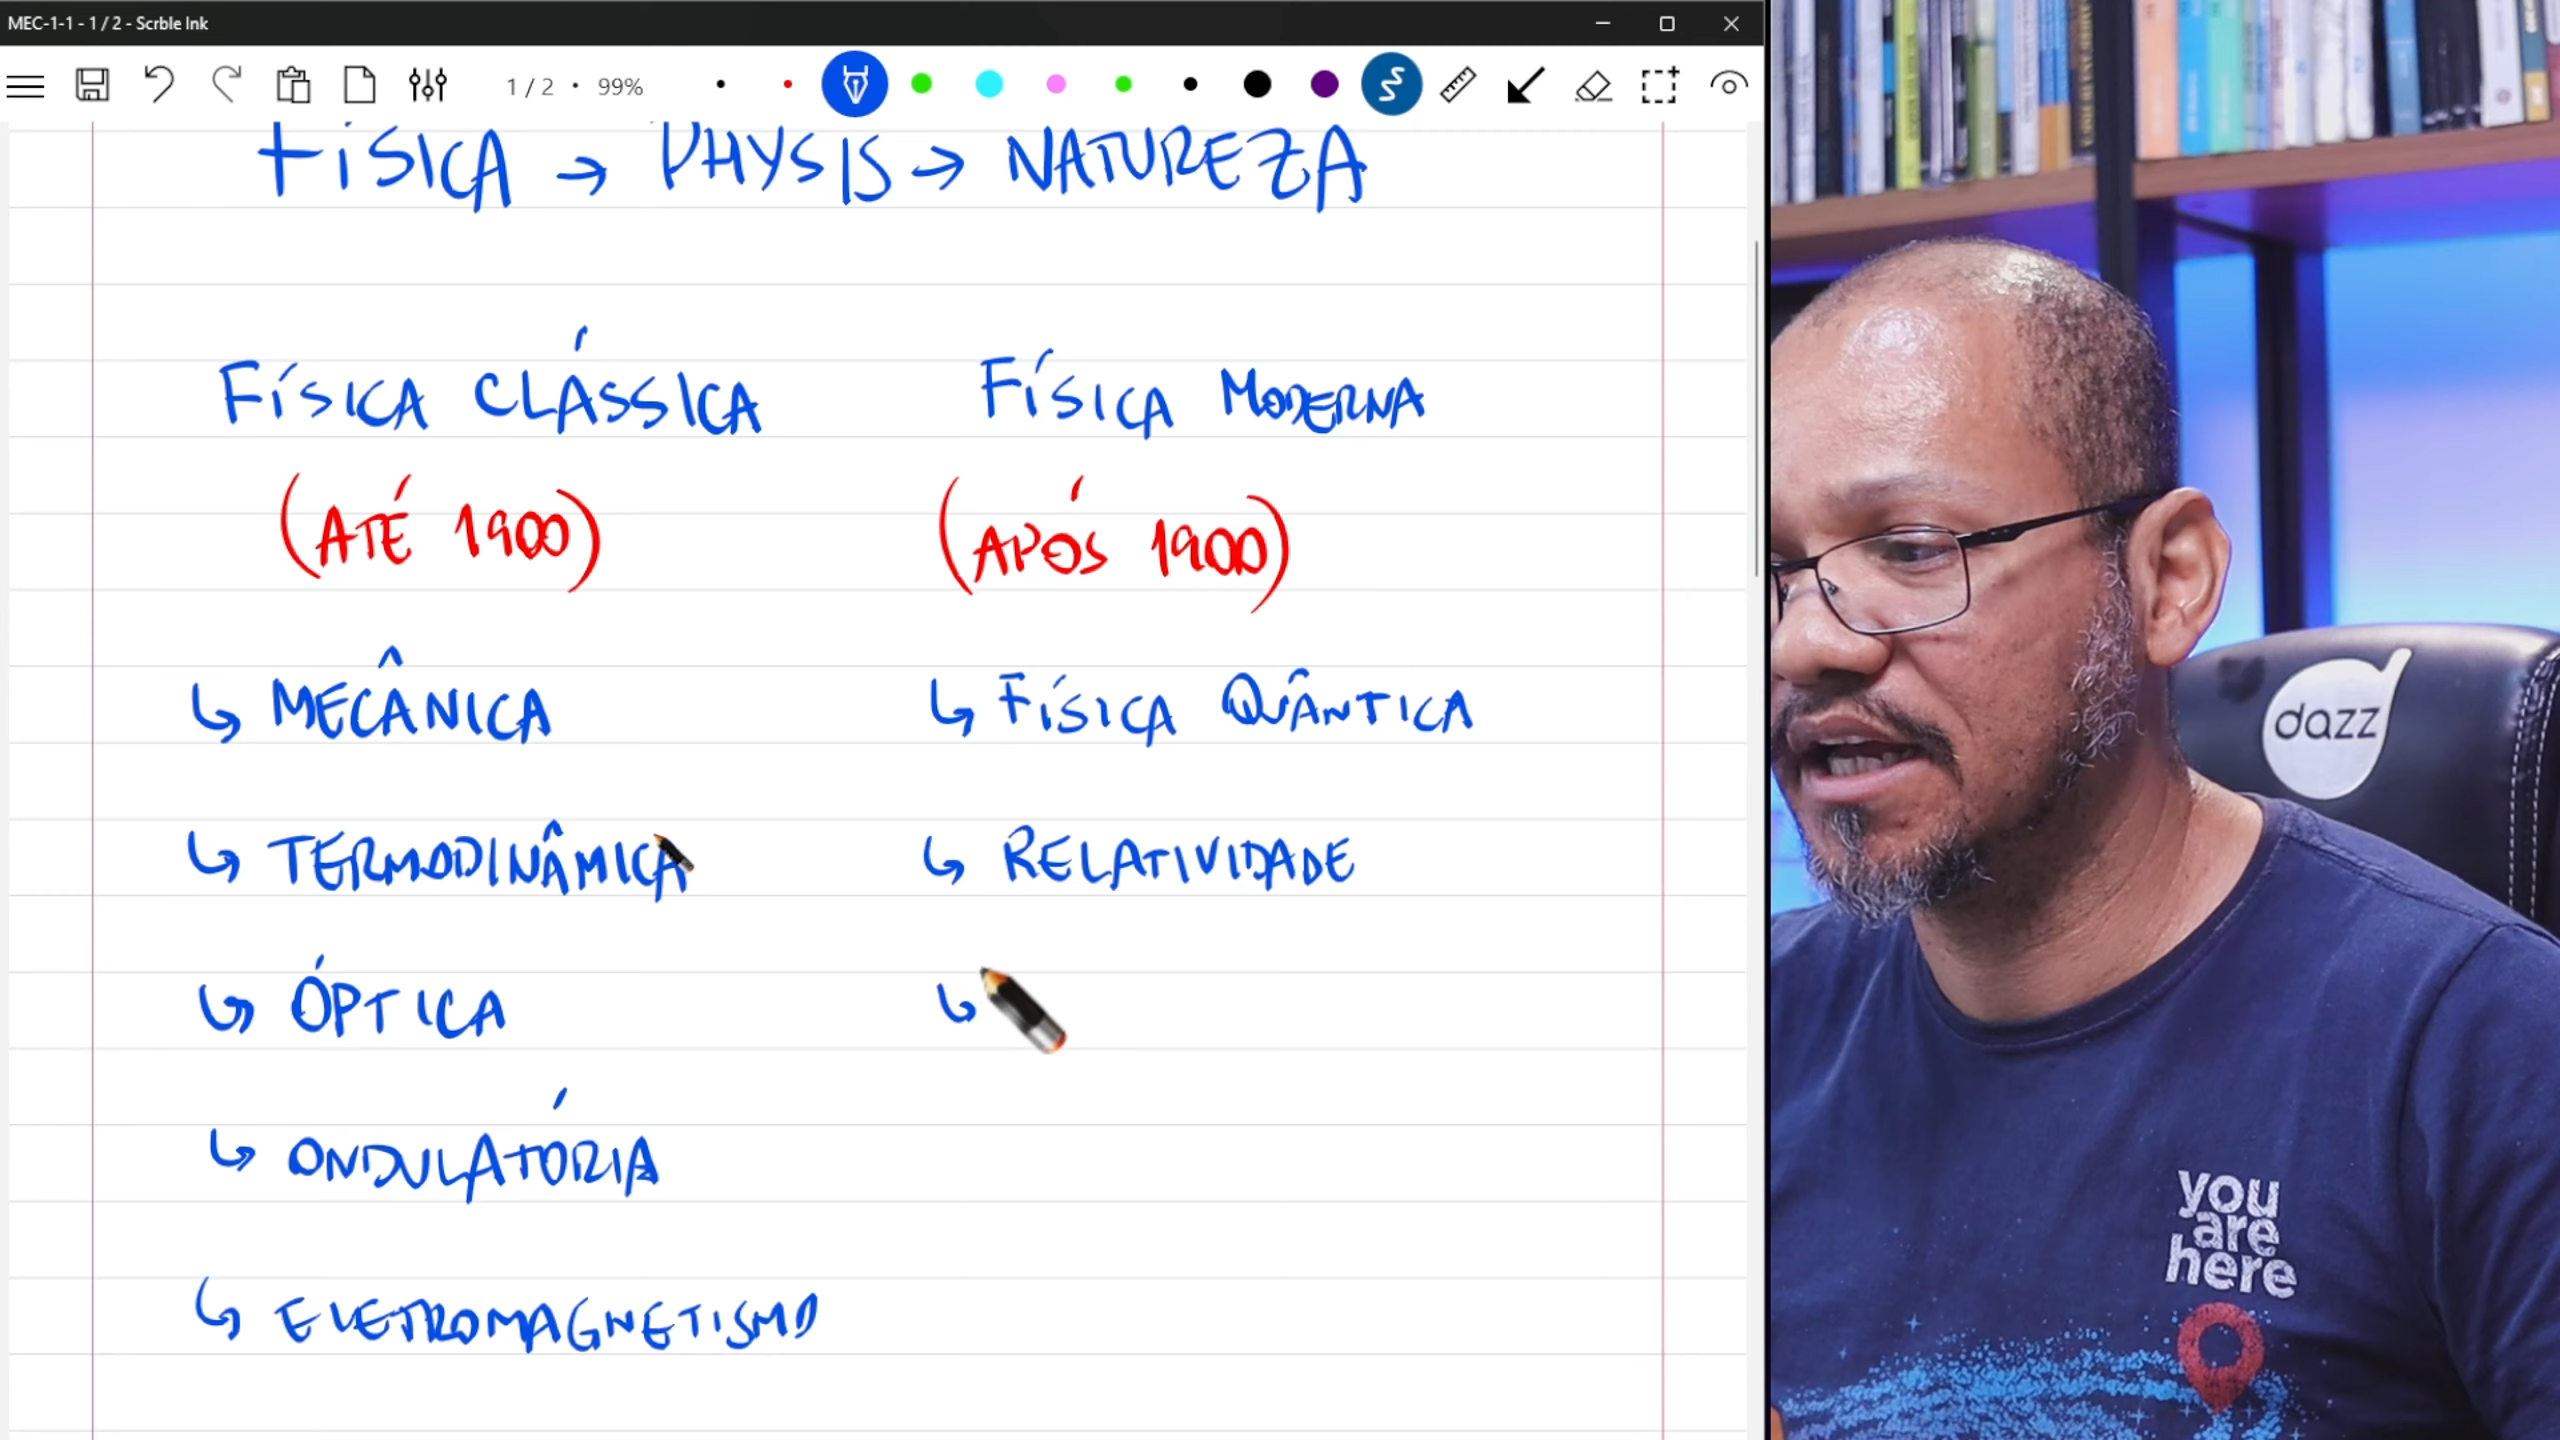 MEC-1-1 - 1 / 2 - Scrble Ink
1 / 2 • 99%
FÍSICA → PHYSIS → NATUREZA
FÍSICA CLÁSSICA
FÍSICA MODERNA
(ATÉ 1900)
(APÓS 1900)
↳ MECÂNICA
↳ FÍSICA QUÂNTICA
↳ TERMODINÂMICA
↳ RELATIVIDADE
↳ ÓPTICA
↳
↳ ONDULATÓRIA
↳ ELETROMAGNETISMO
dazz
you
are
here